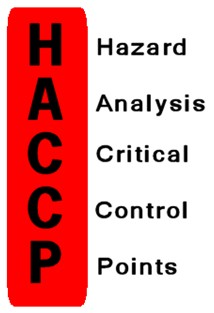 H Hazard
A Analysis
C Critical
C Control
P Points